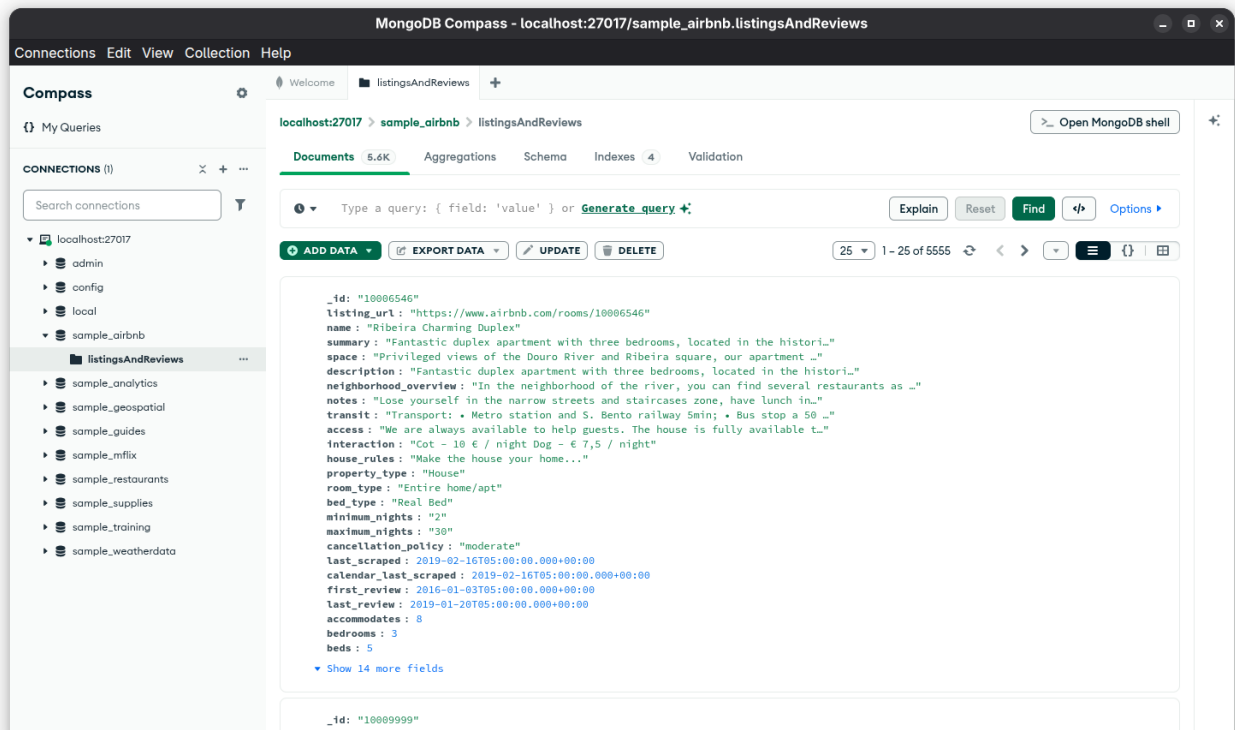 MongoDB Compass - localhost:27017/sample_airbnb.listingsAndReviews
Connections Edit View Collection Help
Compass
{} My Queries
CONNECTIONS (1)
Search connections
localhost:27017
admin
config
local
sample_airbnb
listingsAndReviews
sample_analytics
sample_geospatial
sample_guides
sample_mflix
sample_restaurants
sample_supplies
sample_training
sample_weatherdata
Welcome
listingsAndReviews
localhost:27017 > sample_airbnb > listingsAndReviews
>_ Open MongoDB shell
Documents 5.6K Aggregations Schema Indexes 4 Validation
Type a query: { field: 'value' } or Generate query
Explain Reset Find </> Options
ADD DATA EXPORT DATA UPDATE DELETE
25 1 – 25 of 5555 {}
_id: "10006546"
listing_url : "https://www.airbnb.com/rooms/10006546"
name : "Ribeira Charming Duplex"
summary : "Fantastic duplex apartment with three bedrooms, located in the histori…"
space : "Privileged views of the Douro River and Ribeira square, our apartment …"
description : "Fantastic duplex apartment with three bedrooms, located in the histori…"
neighborhood_overview : "In the neighborhood of the river, you can find several restaurants as …"
notes : "Lose yourself in the narrow streets and staircases zone, have lunch in…"
transit : "Transport: • Metro station and S. Bento railway 5min; • Bus stop a 50 …"
access : "We are always available to help guests. The house is fully available t…"
interaction : "Cot - 10 € / night Dog - € 7,5 / night"
house_rules : "Make the house your home..."
property_type : "House"
room_type : "Entire home/apt"
bed_type : "Real Bed"
minimum_nights : "2"
maximum_nights : "30"
cancellation_policy : "moderate"
last_scraped : 2019-02-16T05:00:00.000+00:00
calendar_last_scraped : 2019-02-16T05:00:00.000+00:00
first_review : 2016-01-03T05:00:00.000+00:00
last_review : 2019-01-20T05:00:00.000+00:00
accommodates : 8
bedrooms : 3
beds : 5
Show 14 more fields
_id: "10009999"